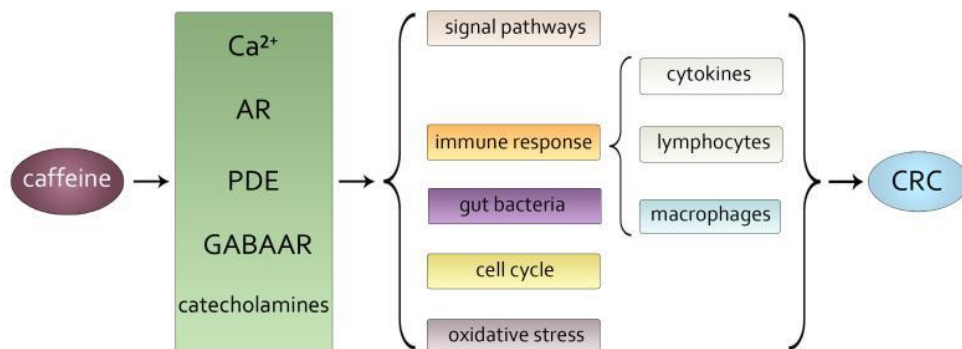 caffeine
Ca²⁺
AR
PDE
GABAAR
catecholamines
signal pathways
immune response
gut bacteria
cell cycle
oxidative stress
cytokines
lymphocytes
macrophages
CRC